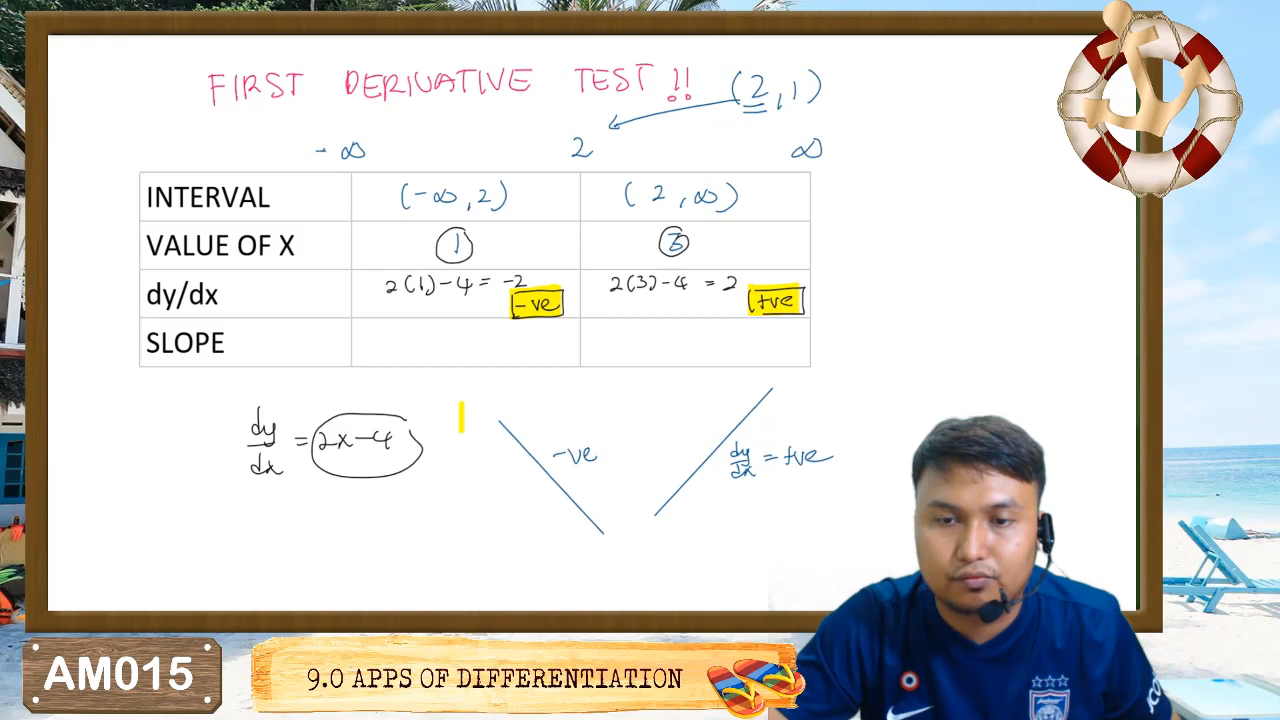 FIRST DERIVATIVE TEST !! (2,1)
-∞ 2 ∞
INTERVAL (-∞,2) (2,∞)
VALUE OF X 1 3
dy/dx 2(1)-4 = -2 -ve 2(3)-4 = 2 +ve
SLOPE
dy/dx = 2x-4
-ve
dy/dx = +ve
AM015
9.0 APPS OF DIFFERENTIATION